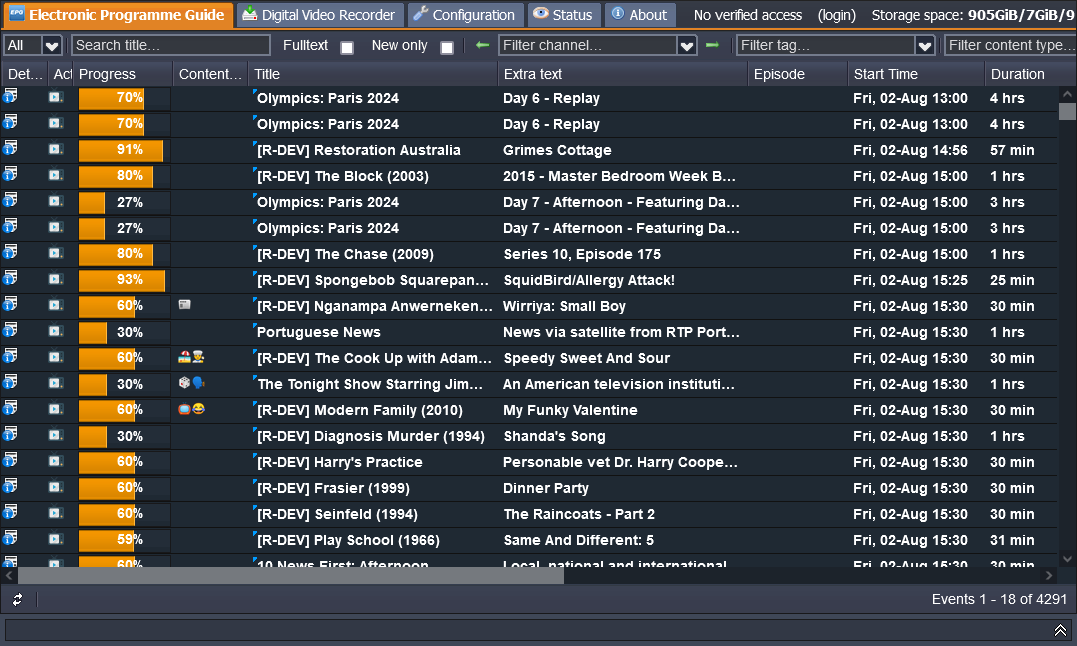 EPG Electronic Programme Guide Digital Video Recorder Configuration Status About No verified access (login) Storage space: 905GiB/7GiB/9
All Search title... Fulltext New only Filter channel... Filter tag... Filter content type...
Det... Act Progress Content... Title Extra text Episode Start Time Duration
70% Olympics: Paris 2024 Day 6 - Replay Fri, 02-Aug 13:00 4 hrs
70% Olympics: Paris 2024 Day 6 - Replay Fri, 02-Aug 13:00 4 hrs
91% [R-DEV] Restoration Australia Grimes Cottage Fri, 02-Aug 14:56 57 min
80% [R-DEV] The Block (2003) 2015 - Master Bedroom Week B... Fri, 02-Aug 15:00 1 hrs
27% Olympics: Paris 2024 Day 7 - Afternoon - Featuring Da... Fri, 02-Aug 15:00 3 hrs
27% Olympics: Paris 2024 Day 7 - Afternoon - Featuring Da... Fri, 02-Aug 15:00 3 hrs
80% [R-DEV] The Chase (2009) Series 10, Episode 175 Fri, 02-Aug 15:00 1 hrs
93% [R-DEV] Spongebob Squarepan... SquidBird/Allergy Attack! Fri, 02-Aug 15:25 25 min
60% [R-DEV] Nganampa Anwerneken... Wirriya: Small Boy Fri, 02-Aug 15:30 30 min
30% Portuguese News News via satellite from RTP Port... Fri, 02-Aug 15:30 1 hrs
60% [R-DEV] The Cook Up with Adam... Speedy Sweet And Sour Fri, 02-Aug 15:30 30 min
30% The Tonight Show Starring Jim... An American television instituti... Fri, 02-Aug 15:30 1 hrs
60% [R-DEV] Modern Family (2010) My Funky Valentine Fri, 02-Aug 15:30 30 min
30% [R-DEV] Diagnosis Murder (1994) Shanda's Song Fri, 02-Aug 15:30 1 hrs
60% [R-DEV] Harry's Practice Personable vet Dr. Harry Coope... Fri, 02-Aug 15:30 30 min
60% [R-DEV] Frasier (1999) Dinner Party Fri, 02-Aug 15:30 30 min
60% [R-DEV] Seinfeld (1994) The Raincoats - Part 2 Fri, 02-Aug 15:30 30 min
59% [R-DEV] Play School (1966) Same And Different: 5 Fri, 02-Aug 15:30 31 min
60% 10 News First: Afternoon Local, national and international Fri, 02-Aug 15:30 30 min
Events 1 - 18 of 4291